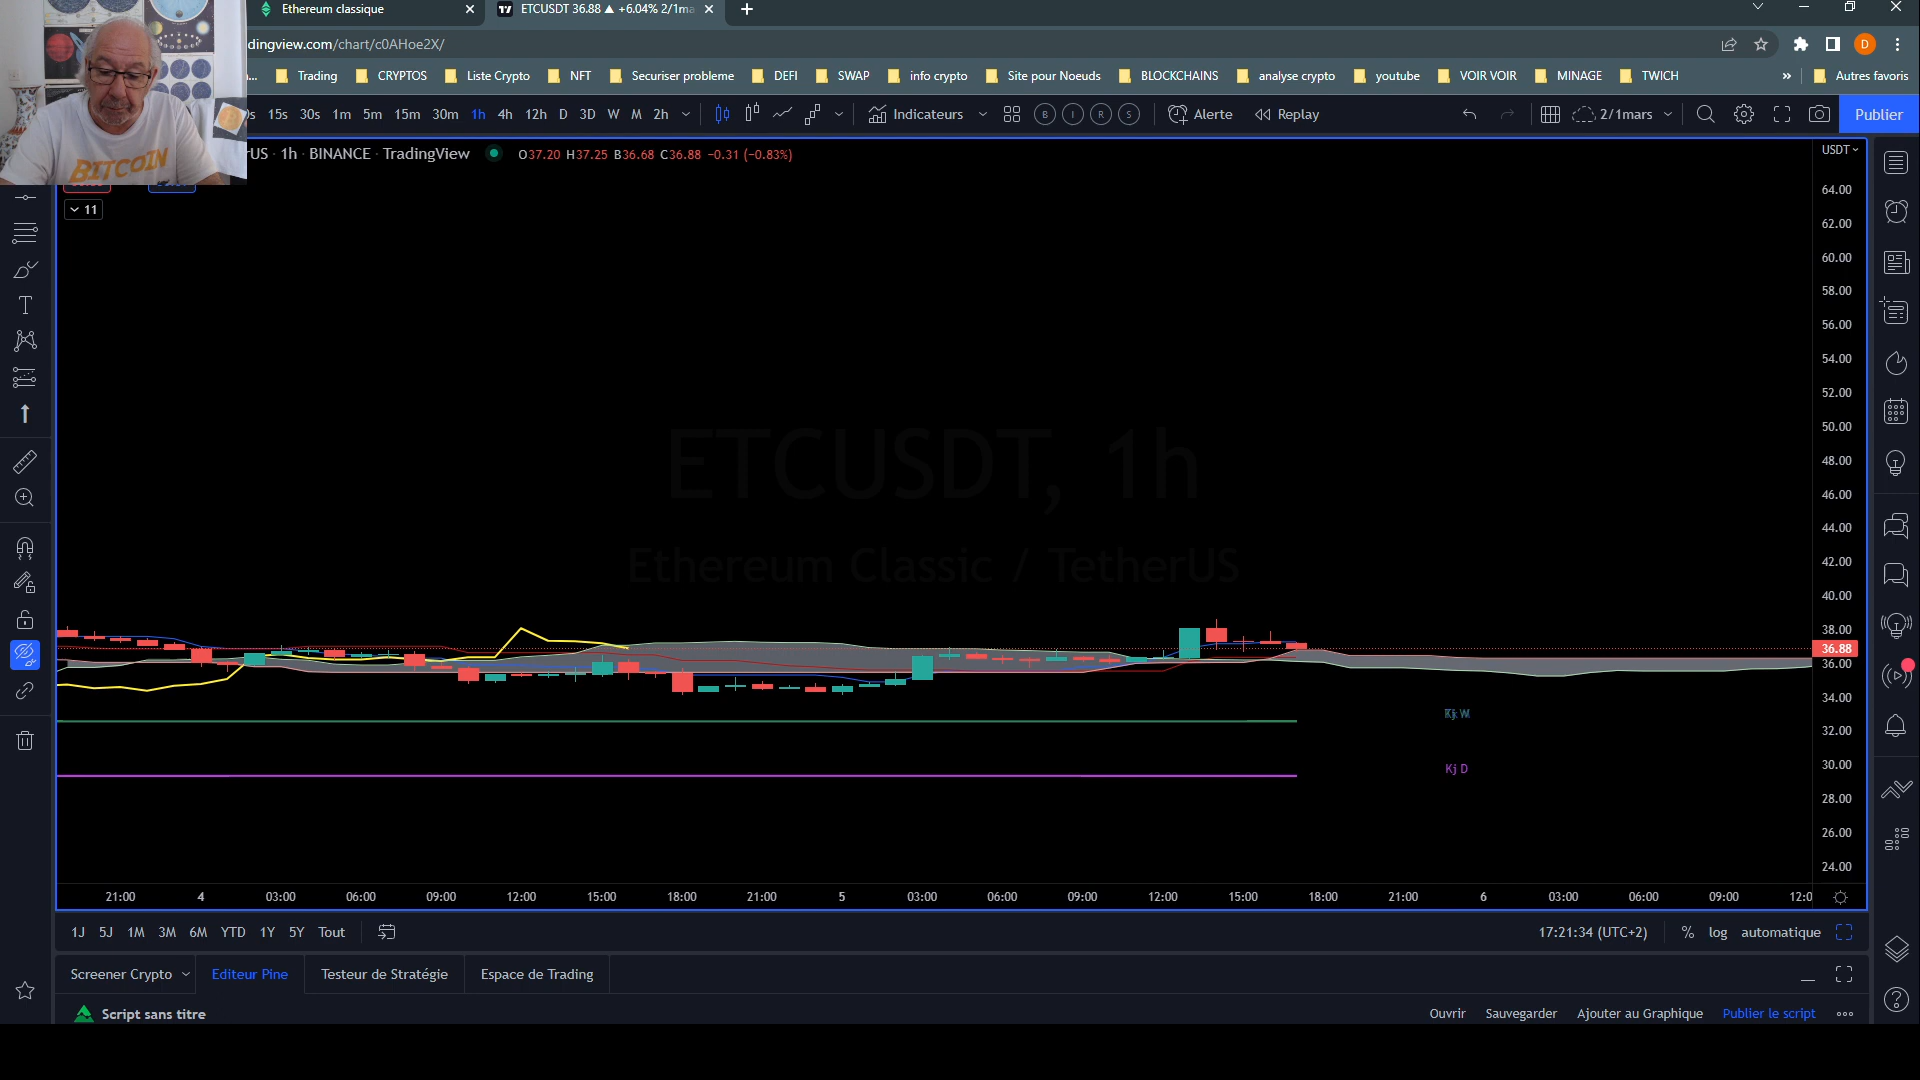 Ethereum classique
ETCUSDT 36.88 ▲ +6.04% 2/1ma
dingview.com/chart/c0AHoe2X/
Trading CRYPTOS Liste Crypto NFT Securiser probleme DEFI SWAP info crypto Site pour Noeuds BLOCKCHAINS analyse crypto youtube VOIR VOIR MINAGE TWICH » Autres favoris
15s 30s 1m 5m 15m 30m 1h 4h 12h D 3D W M 2h Indicateurs B I R S Alerte Replay 2/1mars Publier
BITCOIN
US · 1h · BINANCE · TradingView O37.20 H37.25 B36.68 C36.88 −0.31 (−0.83%) USDT
11
64.00
62.00
60.00
58.00
56.00
54.00
52.00
50.00
48.00
46.00
44.00
42.00
40.00
38.00
36.88
36.00
34.00
32.00
30.00
28.00
26.00
24.00
ETCUSDT, 1h
Ethereum Classic / TetherUS
Kj D
21:00 4 03:00 06:00 09:00 12:00 15:00 18:00 21:00 5 03:00 06:00 09:00 12:00 15:00 18:00 21:00 6 03:00 06:00 09:00 12:0
1J 5J 1M 3M 6M YTD 1Y 5Y Tout 17:21:34 (UTC+2) % log automatique
Screener Crypto Editeur Pine Testeur de Stratégie Espace de Trading
Script sans titre Ouvrir Sauvegarder Ajouter au Graphique Publier le script